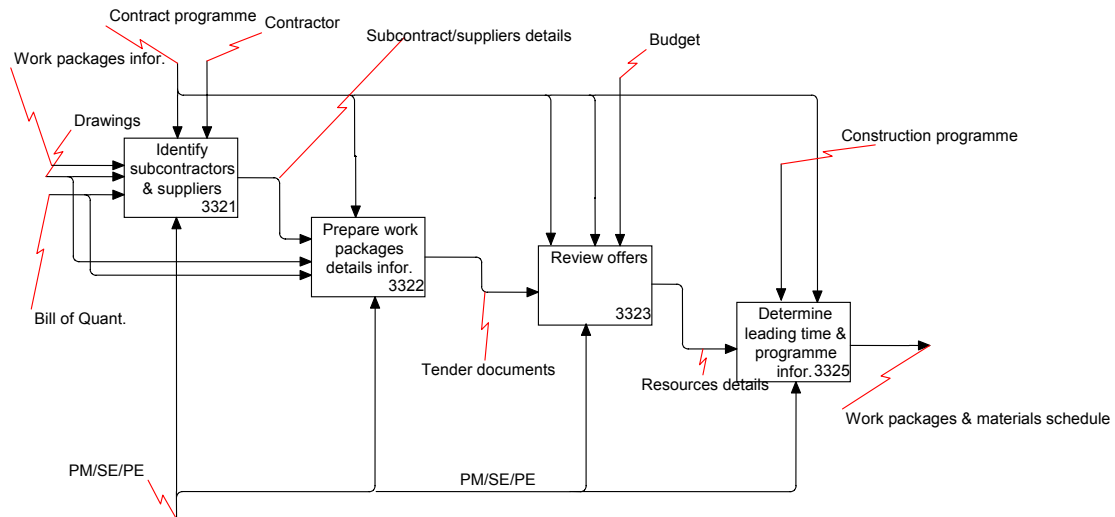 Contract programme
Contractor
Subcontract/suppliers details
Budget
Work packages infor.
Drawings
Construction programme
Identify
subcontractors
& suppliers
3321
Prepare work
packages
details infor.
3322
Review offers
3323
Bill of Quant.
Determine
leading time &
programme
infor.
3325
Tender documents
Resources details
Work packages & materials schedule
PM/SE/PE
PM/SE/PE